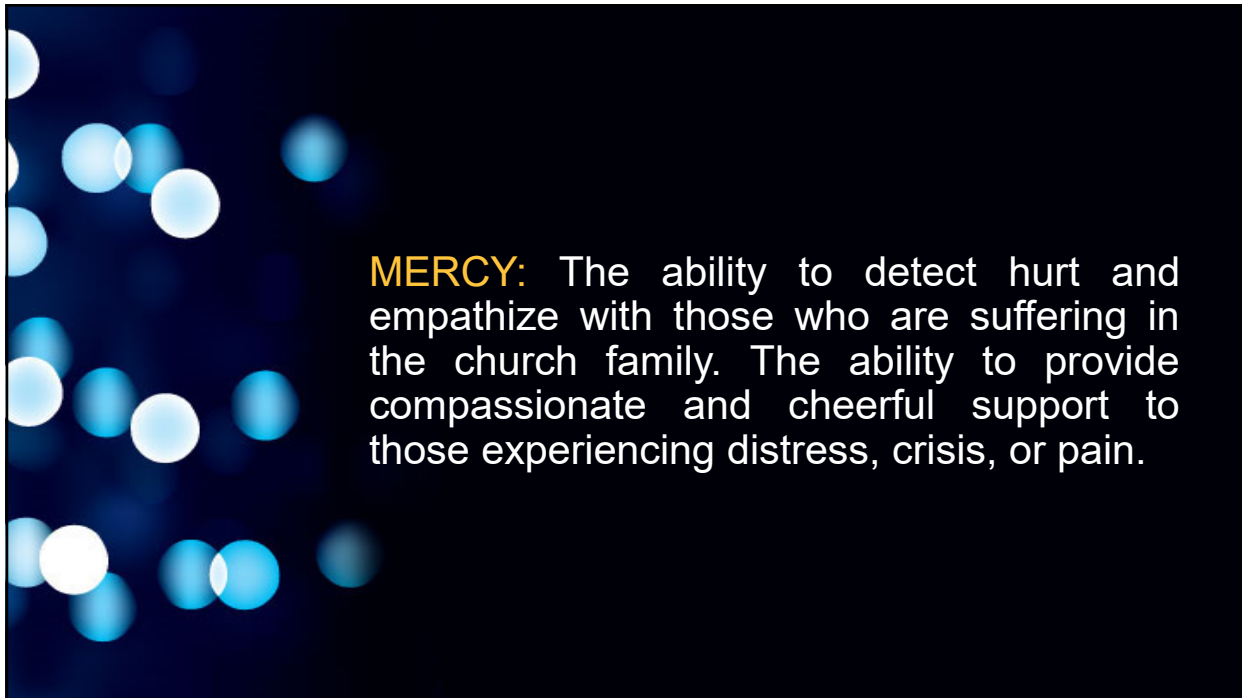 MERCY: The ability to detect hurt and
empathize with those who are suffering in
the church family. The ability to provide
compassionate and cheerful support to
those experiencing distress, crisis, or pain.